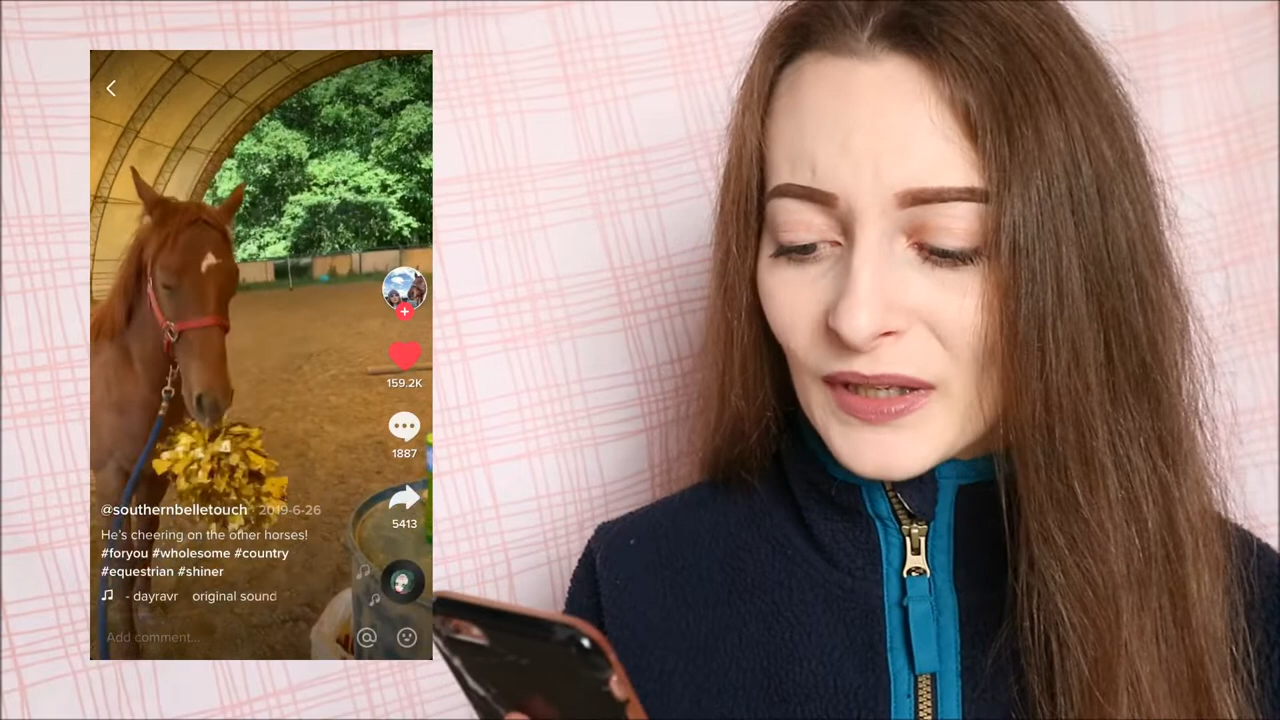 159.2K
1887
5413
@southernbelletouch · 2019-6-26
He's cheering on the other horses!
#foryou #wholesome #country
#equestrian #shiner
- dayravr original sound
Add comment...